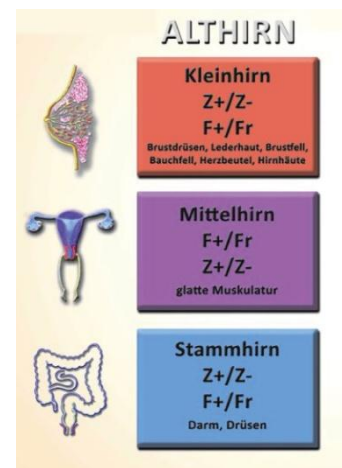 ALTHIRN
Kleinhirn
Z+/Z-
F+/Fr
Brustdrüsen, Lederhaut, Brustfell,
Bauchfell, Herzbeutel, Hirnhäute
Mittelhirn
F+/Fr
Z+/Z-
glatte Muskulatur
Stammhirn
Z+/Z-
F+/Fr
Darm, Drüsen